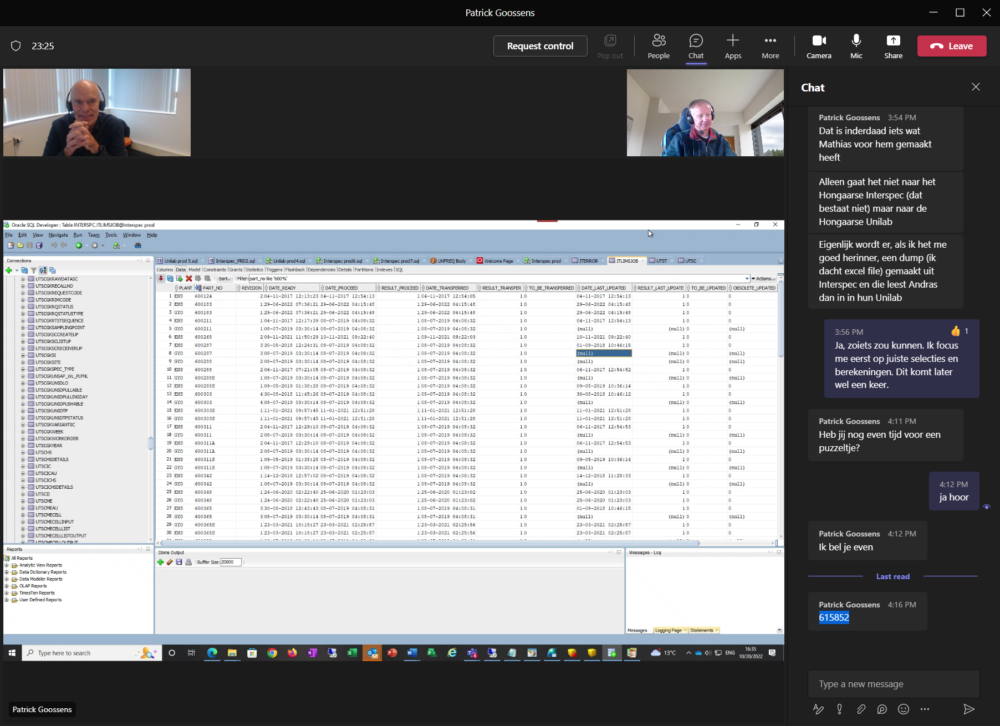 Patrick Goossens
23:25
Request control
Pop out
People
Chat
Apps
More
Camera
Mic
Share
Leave
Chat
Patrick Goossens 3:54 PM
Dat is inderdaad iets wat
Mathias voor hem gemaakt
heeft
Alleen gaat het niet naar het
Hongaarse Interspec (dat
bestaat niet) maar naar de
Hongaarse Unilab
Eigenlijk wordt er, als ik het me
goed herinner, een dump (ik
dacht excel file) gemaakt uit
Interspec en die leest Andras
dan in in hun Unilab
3:56 PM 👍 1
Ja, zoiets zou kunnen. Ik focus
me eerst op juiste selecties en
berekeningen. Dit komt later
wel een keer.
Patrick Goossens 4:11 PM
Heb jij nog even tijd voor een
puzzeltje?
4:12 PM
ja hoor
Patrick Goossens 4:12 PM
Ik bel je even
Last read
Patrick Goossens 4:16 PM
615852
Type a new message
Oracle SQL Developer : Table INTERSPC.ITLIMSJOB@Interspec prod
File Edit View Navigate Run Team Tools Window Help
Connections
UTSCGKRAWDATASC
UTSCGKRECALLNO
UTSCGKREQUESTCODE
UTSCGKRIMCODE
UTSCGKRQSTATUS
UTSCGKRQSTATUSTYPE
UTSCGKRTSTSEQUENCE
UTSCGKSAMPLINGPOINT
UTSCGKSCCREATEUP
UTSCGKSCLISTUP
UTSCGKSCRECEIVERUP
UTSCGKSI
UTSCGKSITE
UTSCGKSPEC_TYPE
UTSCGKUNSAP_WL_PLFNL
UTSCGKUNSDLO
UTSCGKUNSDPULLABLE
UTSCGKUNSDPULLINGDAY
UTSCGKUNSDPUSHABLE
UTSCGKUNSDTP
UTSCGKUNSDTPSTATUS
UTSCGKVARIANTSC
UTSCGKWEEK
UTSCGKWORKORDER
UTSCGKYEAR
UTSCHS
UTSCHSDETAILS
UTSCIC
UTSCICAU
UTSCICHS
UTSCICHSDETAILS
UTSCII
UTSCME
UTSCMEAU
UTSCMECELL
UTSCMECELLINPUT
UTSCMECELLLIST
UTSCMECELLLISTOUTPUT
UTSCMECELLOUTPUT
Unilab prod 5.sql Interspec_PRD2.sql Unilab prod4.sql Interspec prod6.sql Interspec prod7.sql UNFREQ Body Welcome Page Interspec prod ITERROR ITLIMSJOB UTST UTSC
Columns Data Model Constraints Grants Statistics Triggers Flashback Dependencies Details Partitions Indexes SQL
Sort.. Filter: part_no like '600%' Actions...
PLANT PART_NO REVISION DATE_READY DATE_PROCEED RESULT_PROCEED DATE_TRANSFERRED RESULT_TRANSFER TO_BE_TRANSFERRED DATE_LAST_UPDATED RESULT_LAST_UPDATE TO_BE_UPDATED OBSOLETE_UPDATED
1 ENS 600124 2 04-11-2017 12:13:23 04-11-2017 12:54:13 1 04-11-2017 12:54:05 1 0 04-11-2017 12:54:13 1 0 0
2 ENS 600183 1 29-06-2022 07:36:21 29-06-2022 04:15:48 1 29-06-2022 04:15:48 1 0 29-06-2022 04:15:48 1 0 0
3 GYO 600183 1 29-06-2022 07:36:21 29-06-2022 04:15:48 1 29-06-2022 04:15:48 1 0 29-06-2022 04:15:48 1 0 0
4 ENS 600211 1 04-11-2017 12:17:39 08-07-2019 04:08:32 1 08-07-2019 04:08:32 1 0 04-11-2017 12:54:13 1 0 0
5 GYO 600211 1 08-07-2019 03:30:14 08-07-2019 04:08:32 1 08-07-2019 04:08:32 1 0 (null) (null) 0 (null)
6 ENS 600268 2 09-11-2021 11:50:29 10-11-2021 09:22:40 1 09-11-2021 09:22:03 1 0 10-11-2021 09:22:40 1 0 0
7 ENS 600287 3 30-08-2018 12:24:31 08-07-2019 04:08:32 1 08-07-2019 04:08:32 1 0 01-09-2018 10:46:15 1 0 0
8 GYO 600287 3 08-07-2019 03:30:14 08-07-2019 04:08:32 1 08-07-2019 04:08:32 1 0 (null) (null) 0 (null)
9 GYO 600288 2 08-07-2019 03:30:14 08-07-2019 04:08:32 1 08-07-2019 04:08:32 1 0 (null) (null) 0 (null)
10 ENS 600288 2 06-11-2017 07:21:05 08-07-2019 04:08:32 1 08-07-2019 04:08:32 1 0 06-11-2017 12:54:52 1 0 0
11 GYO 600288S 1 08-07-2019 03:30:14 08-07-2019 04:08:32 1 08-07-2019 04:08:32 1 0 (null) (null) 0 (null)
12 ENS 600288S 1 09-05-2019 01:38:28 08-07-2019 04:08:32 1 08-07-2019 04:08:32 1 0 09-05-2019 10:36:14 1 0 0
13 ENS 600303 4 30-08-2018 11:45:26 08-07-2019 04:08:32 1 08-07-2019 04:08:32 1 0 30-08-2018 10:46:12 1 0 0
14 GYO 600303 4 08-07-2019 03:30:14 08-07-2019 04:08:32 1 08-07-2019 04:08:32 1 0 (null) (null) 0 (null)
15 ENS 600303S 1 11-01-2021 09:57:45 11-01-2021 12:51:28 1 11-01-2021 12:51:28 1 0 11-01-2021 12:51:28 1 0 0
16 GYO 600303S 1 11-01-2021 09:57:45 11-01-2021 12:51:28 1 11-01-2021 12:51:28 1 0 11-01-2021 12:51:28 1 0 0
17 ENS 600311 2 04-11-2017 12:29:10 08-07-2019 04:08:32 1 08-07-2019 04:08:32 1 0 06-11-2017 12:54:53 1 0 0
18 GYO 600311 2 08-07-2019 03:30:14 08-07-2019 04:08:32 1 08-07-2019 04:08:32 1 0 (null) (null) 0 (null)
19 ENS 600311A 2 04-11-2017 12:29:10 08-07-2019 04:08:32 1 08-07-2019 04:08:32 1 0 06-11-2017 12:54:53 1 0 0
20 GYO 600311A 2 08-07-2019 03:30:14 08-07-2019 04:08:32 1 08-07-2019 04:08:32 1 0 (null) (null) 0 (null)
21 ENS 600311S 1 09-05-2019 01:38:28 08-07-2019 04:08:32 1 08-07-2019 04:08:32 1 0 09-05-2019 10:36:14 1 0 0
22 GYO 600311S 1 08-07-2019 03:30:14 08-07-2019 04:08:32 1 08-07-2019 04:08:32 1 0 (null) (null) 0 (null)
23 ENS 600342 1 14-12-2018 12:57:02 08-07-2019 04:08:32 1 08-07-2019 04:08:32 1 0 14-12-2018 11:28:33 1 0 0
24 GYO 600342 1 08-07-2019 03:30:14 08-07-2019 04:08:32 1 08-07-2019 04:08:32 1 0 (null) (null) 0 (null)
25 ENS 600348 1 24-06-2020 02:22:40 25-06-2020 01:23:03 1 25-06-2020 01:23:02 1 0 25-06-2020 01:23:03 1 0 0
26 GYO 600348 1 24-06-2020 02:22:40 25-06-2020 01:23:03 1 25-06-2020 01:23:02 1 0 25-06-2020 01:23:03 1 0 0
27 ENS 600365 3 30-08-2018 12:43:43 08-07-2019 04:08:31 1 08-07-2019 04:08:31 1 0 01-09-2018 10:46:15 1 0 0
28 GYO 600365 3 08-07-2019 03:30:14 08-07-2019 04:08:31 1 08-07-2019 04:08:31 1 0 (null) (null) 0 (null)
29 ENS 600365S 1 23-03-2021 10:18:27 23-03-2021 02:25:57 1 23-03-2021 02:25:56 1 0 23-03-2021 02:25:57 1 0 0
30 GYO 600365S 1 23-03-2021 10:18:27 23-03-2021 02:25:57 1 23-03-2021 02:25:56 1 0 23-03-2021 02:25:57 1 0 0
Reports
All Reports
Analytic View Reports
Data Dictionary Reports
Data Modeler Reports
OLAP Reports
TimesTen Reports
User Defined Reports
Dbms Output
Buffer Size: 20000
Messages - Log
Messages Logging Page Statements
Type here to search
13°C
ENG
16:35
10/20/2022
Patrick Goossens